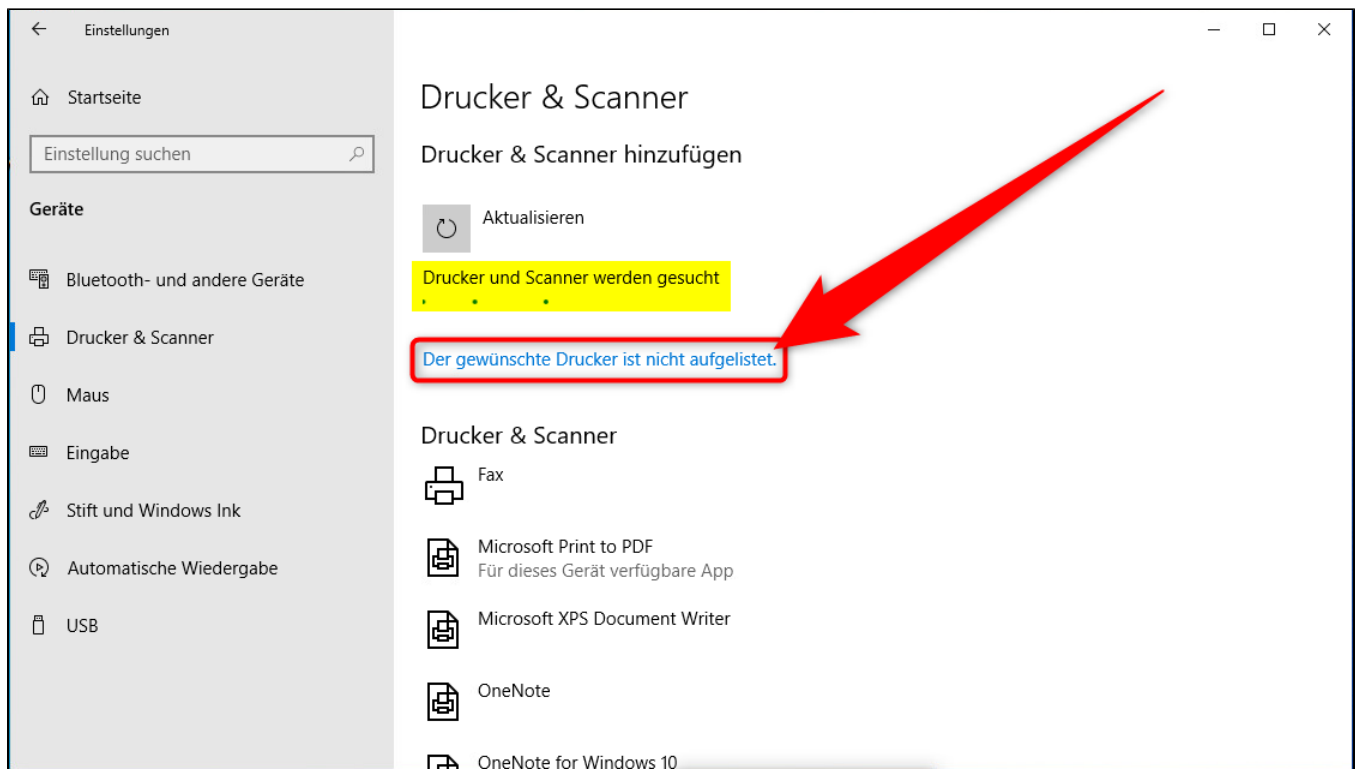 Einstellungen
Startseite
Einstellung suchen
Geräte
Bluetooth- und andere Geräte
Drucker & Scanner
Maus
Eingabe
Stift und Windows Ink
Automatische Wiedergabe
USB
Drucker & Scanner
Drucker & Scanner hinzufügen
Aktualisieren
Drucker und Scanner werden gesucht
Der gewünschte Drucker ist nicht aufgelistet.
Drucker & Scanner
Fax
Microsoft Print to PDF
Für dieses Gerät verfügbare App
Microsoft XPS Document Writer
OneNote
OneNote for Windows 10